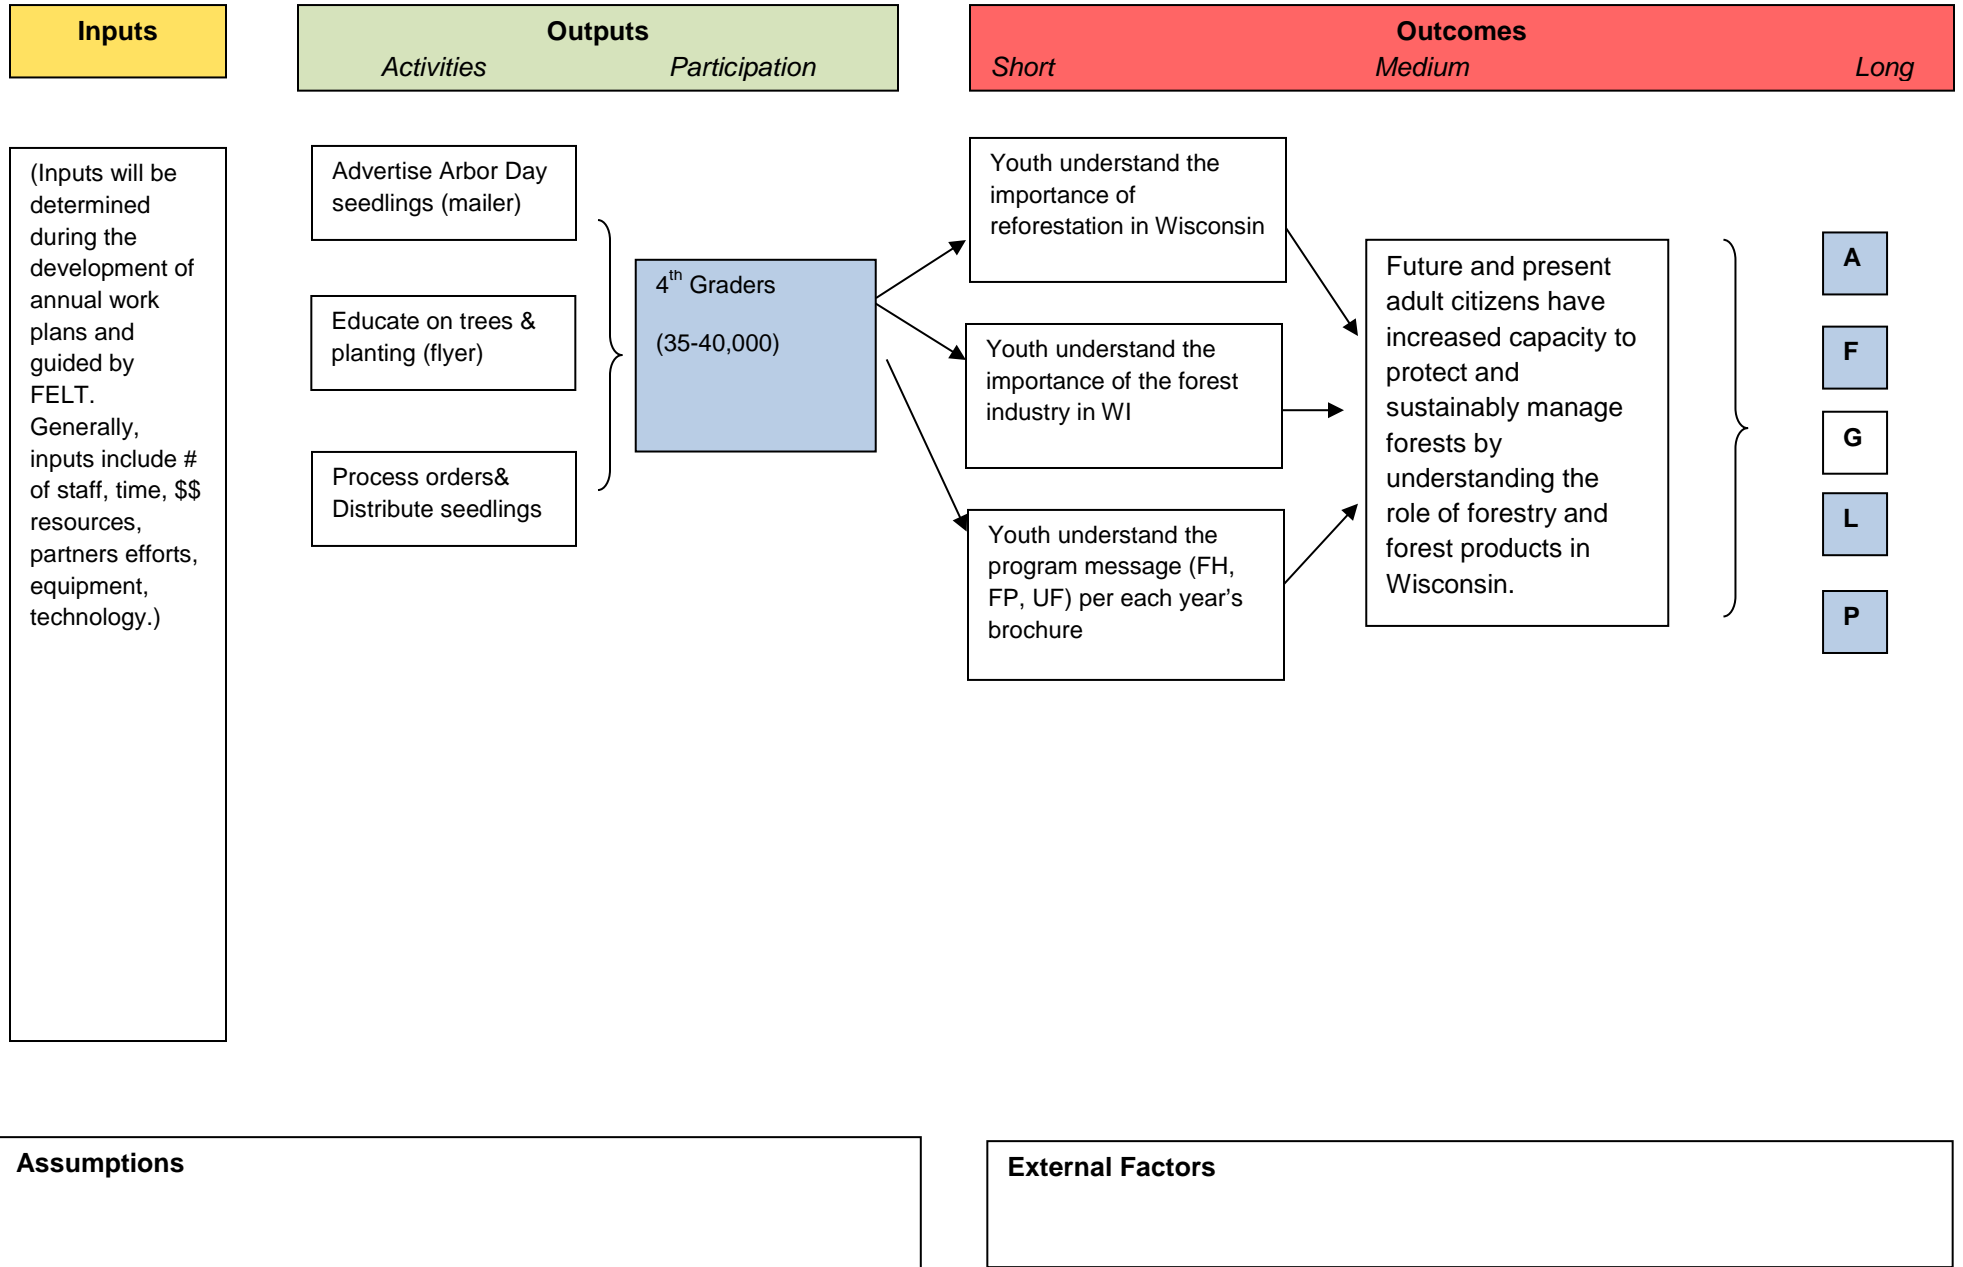 Inputs
Outputs
Activities Participation
Outcomes
Short Medium Long
(Inputs will be
determined
during the
development of
annual work
plans and
guided by
FELT.
Generally,
inputs include #
of staff, time, $$
resources,
partners efforts,
equipment,
technology.)
Advertise Arbor Day
seedlings (mailer)
Educate on trees &
planting (flyer)
Process orders&
Distribute seedlings
4th Graders
(35-40,000)
Youth understand the
importance of
reforestation in Wisconsin
Youth understand the
importance of the forest
industry in WI
Youth understand the
program message (FH,
FP, UF) per each year’s
brochure
Future and present
adult citizens have
increased capacity to
protect and
sustainably manage
forests by
understanding the
role of forestry and
forest products in
Wisconsin.
A
F
G
L
P
Assumptions
External Factors